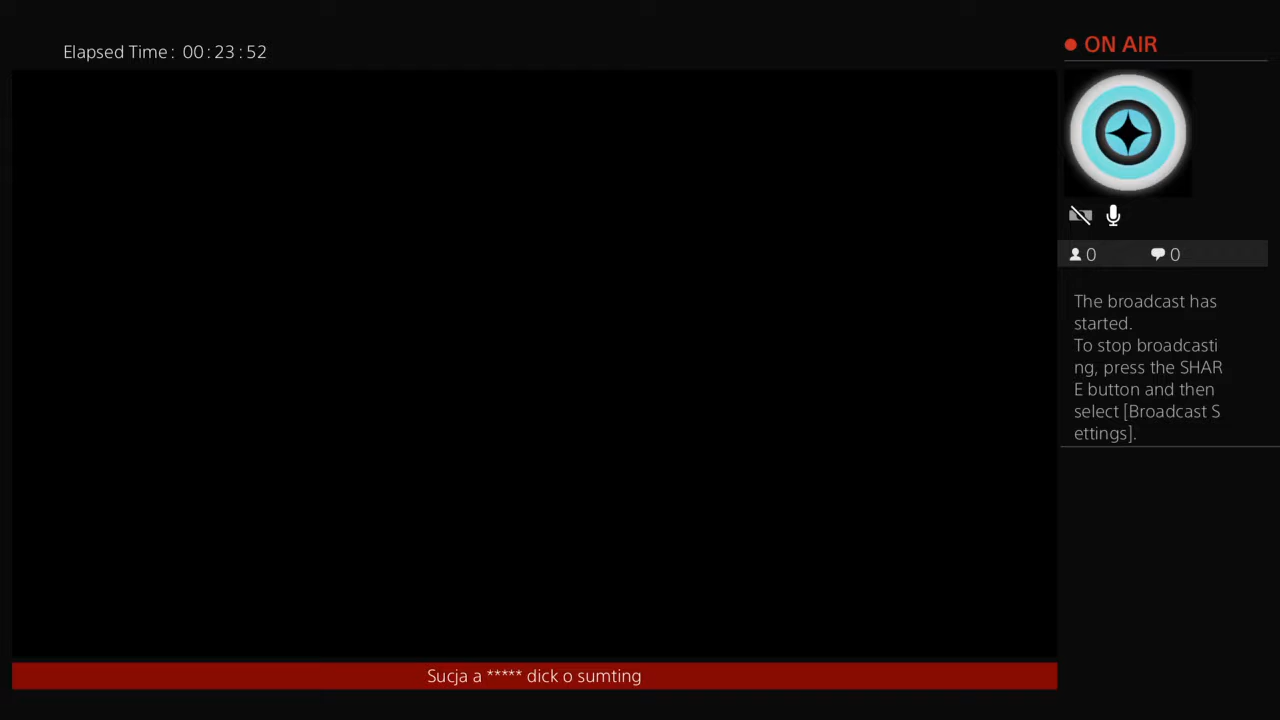 Elapsed Time: 00:23:52
ON AIR
0 0
The broadcast has
started.
To stop broadcasti
ng, press the SHAR
E button and then
select [Broadcast S
ettings].
Sucja a ***** dick o sumting